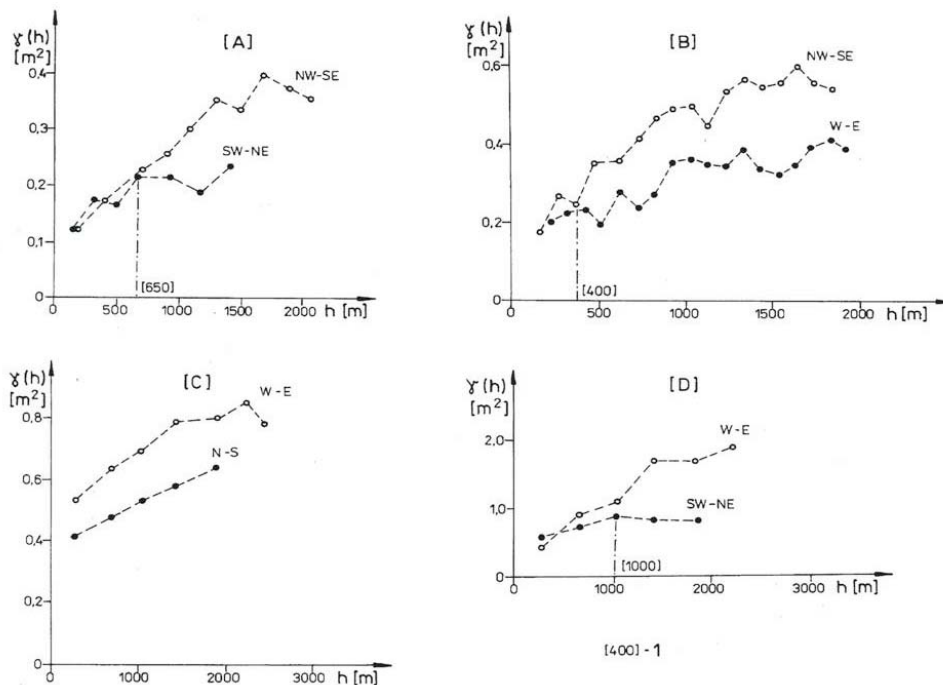 γ(h)
[m²]
[A]
0,4
NW-SE
0,3
SW-NE
0,2
0,1
[650]
0
0
500
1000
1500
2000
h [m]
γ(h)
[m²]
[B]
NW-SE
0,6
W-E
0,4
0,2
[400]
0
0
500
1000
1500
2000
h [m]
γ(h)
[m²]
[C]
W-E
0,8
N-S
0,6
0,4
0,2
0
0
1000
2000
3000
h [m]
γ(h)
[m²]
[D]
W-E
2,0
SW-NE
1,0
[1000]
0
0
1000
2000
3000
h [m]
[400]-1